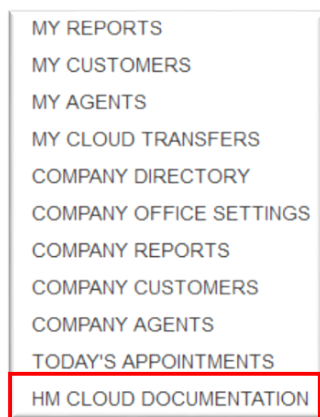 MY REPORTS
MY CUSTOMERS
MY AGENTS
MY CLOUD TRANSFERS
COMPANY DIRECTORY
COMPANY OFFICE SETTINGS
COMPANY REPORTS
COMPANY CUSTOMERS
COMPANY AGENTS
TODAY'S APPOINTMENTS
HM CLOUD DOCUMENTATION